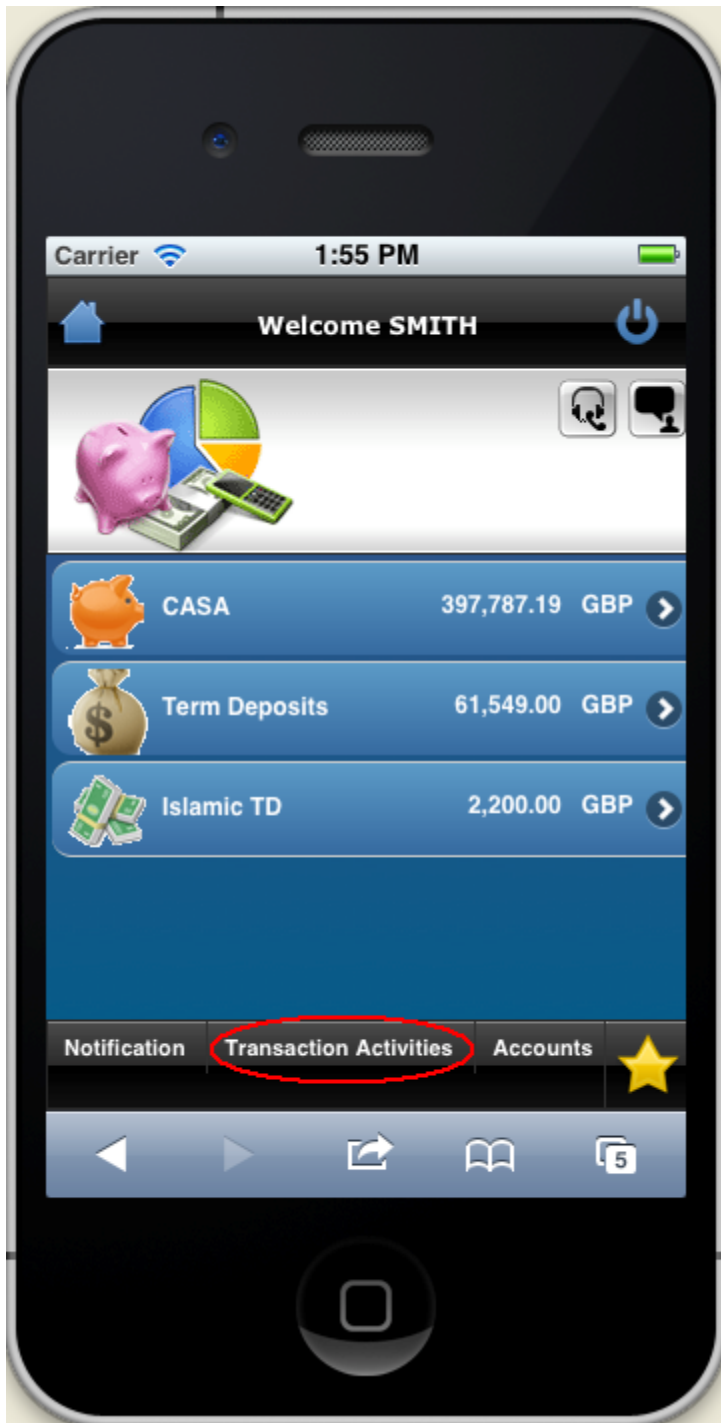 Carrier 1:55 PM
Welcome SMITH
CASA 397,787.19 GBP
$
Term Deposits 61,549.00 GBP
Islamic TD 2,200.00 GBP
Notification Transaction Activities Accounts
5